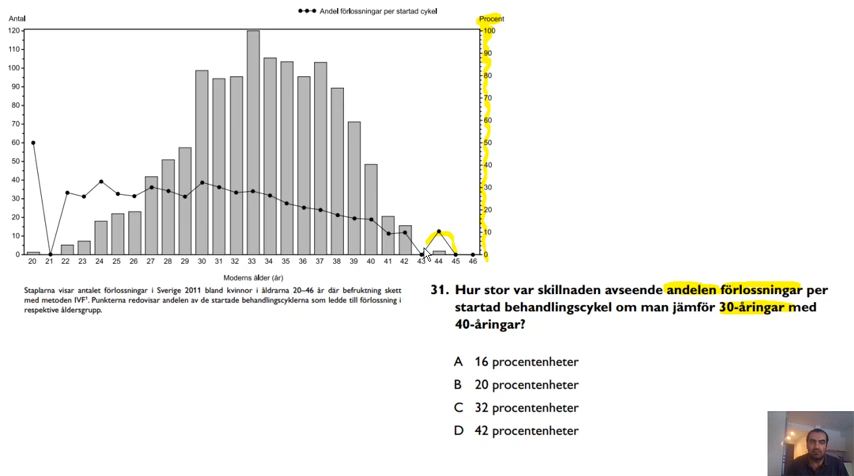 Andel förlossningar per startad cykel
Antal
Procent
120
110
100
90
80
70
60
50
40
30
20
10
0
100
90
80
70
60
50
40
30
20
10
0
20 21 22 23 24 25 26 27 28 29 30 31 32 33 34 35 36 37 38 39 40 41 42 43 44 45 46
Moderns ålder (år)
Staplarna visar antalet förlossningar i Sverige 2011 bland kvinnor i åldrarna 20–46 år där befruktning skett
med metoden IVF¹. Punkterna redovisar andelen av de startade behandlingscyklerna som ledde till förlossning i
respektive åldersgrupp.
31. Hur stor var skillnaden avseende andelen förlossningar per
startad behandlingscykel om man jämför 30-åringar med
40-åringar?
A 16 procentenheter
B 20 procentenheter
C 32 procentenheter
D 42 procentenheter